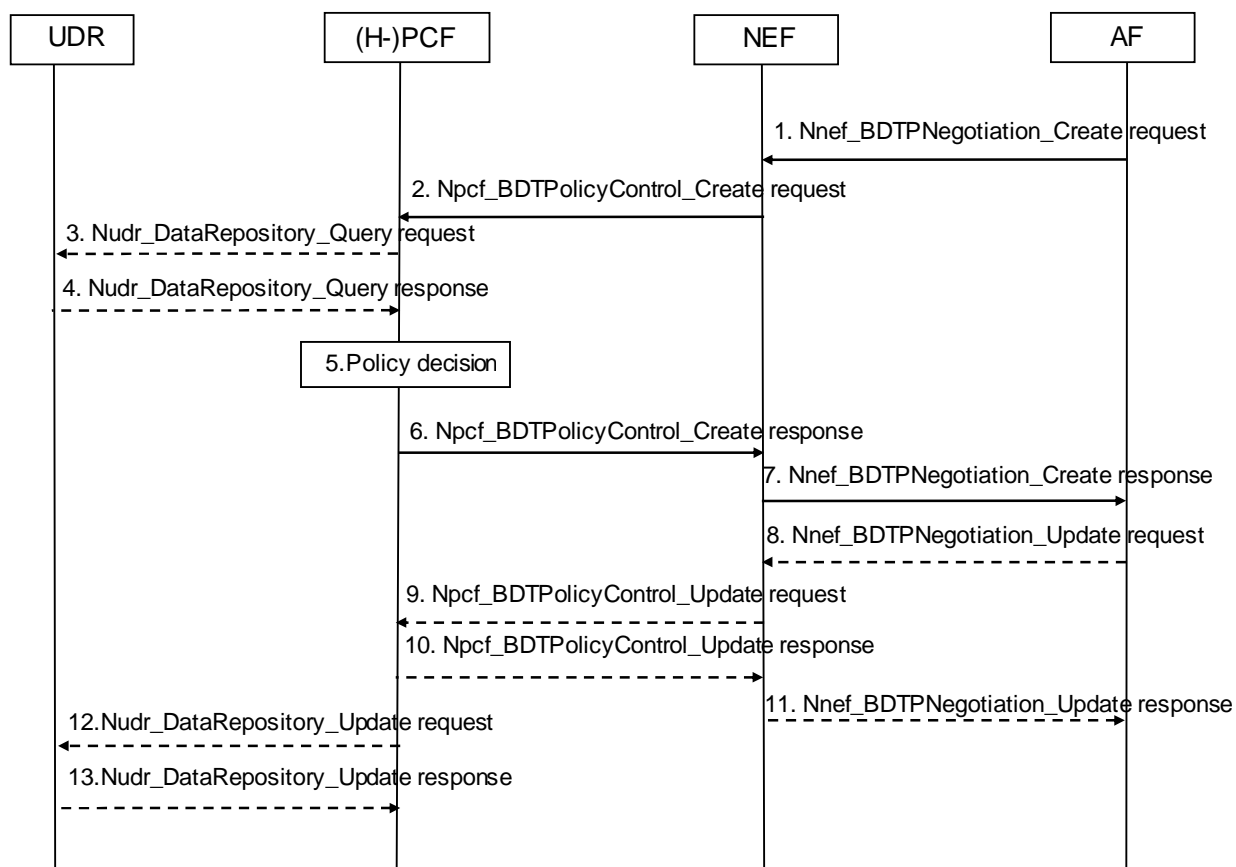 UDR
(H-)PCF
NEF
AF
1. Nnef_BDTPNegotiation_Create request
2. Npcf_BDTPolicyControl_Create request
3. Nudr_DataRepository_Query request
4. Nudr_DataRepository_Query response
5.Policy decision
6. Npcf_BDTPolicyControl_Create response
7. Nnef_BDTPNegotiation_Create response
8. Nnef_BDTPNegotiation_Update request
9. Npcf_BDTPolicyControl_Update request
10. Npcf_BDTPolicyControl_Update response
11. Nnef_BDTPNegotiation_Update response
12.Nudr_DataRepository_Update request
13.Nudr_DataRepository_Update response